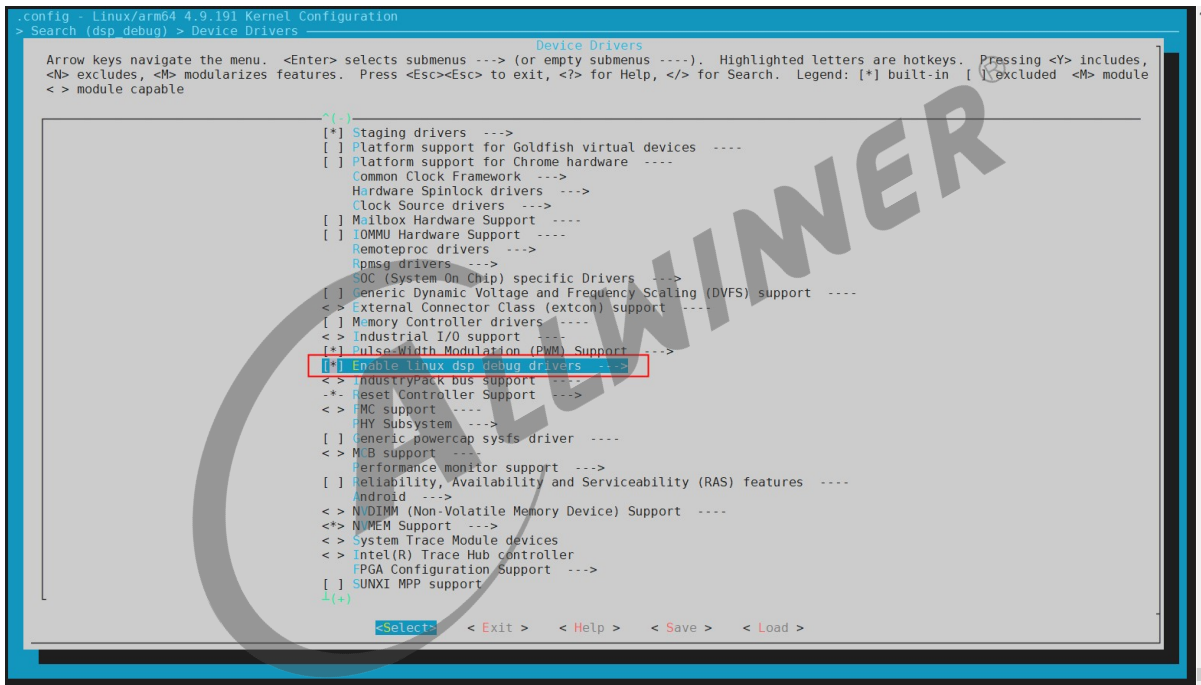 .config - Linux/arm64 4.9.191 Kernel Configuration
> Search (dsp_debug) > Device Drivers
Device Drivers
Arrow keys navigate the menu.  <Enter> selects submenus ---> (or empty submenus ----).  Highlighted letters are hotkeys.  Pressing <Y> includes,
<N> excludes, <M> modularizes features.  Press <Esc><Esc> to exit, <?> for Help, </> for Search.  Legend: [*] built-in  [ ] excluded  <M> module
< > module capable
^(-)
[*] Staging drivers  --->
[ ] Platform support for Goldfish virtual devices  ----
[ ] Platform support for Chrome hardware  ----
Common Clock Framework  --->
Hardware Spinlock drivers  --->
Clock Source drivers  --->
[ ] Mailbox Hardware Support  ----
[ ] IOMMU Hardware Support  ----
Remoteproc drivers  --->
Rpmsg drivers  --->
SOC (System On Chip) specific Drivers  --->
[ ] Generic Dynamic Voltage and Frequency Scaling (DVFS) support  ----
< > External Connector Class (extcon) support  ----
[ ] Memory Controller drivers  ----
< > Industrial I/O support  ----
[*] Pulse-Width Modulation (PWM) Support  --->
[*] Enable linux dsp debug drivers  --->
< > IndustryPack bus support  ----
-*- Reset Controller Support  --->
< > FMC support  ----
PHY Subsystem  --->
[ ] Generic powercap sysfs driver  ----
< > MCB support  ----
Performance monitor support  --->
[ ] Reliability, Availability and Serviceability (RAS) features  ----
Android  --->
< > NVDIMM (Non-Volatile Memory Device) Support  ----
<*> NVMEM Support  --->
< > System Trace Module devices
< > Intel(R) Trace Hub controller
FPGA Configuration Support  --->
[ ] SUNXI MPP support
┴(+)
<Select>    < Exit >    < Help >    < Save >    < Load >
ALLWINNER®